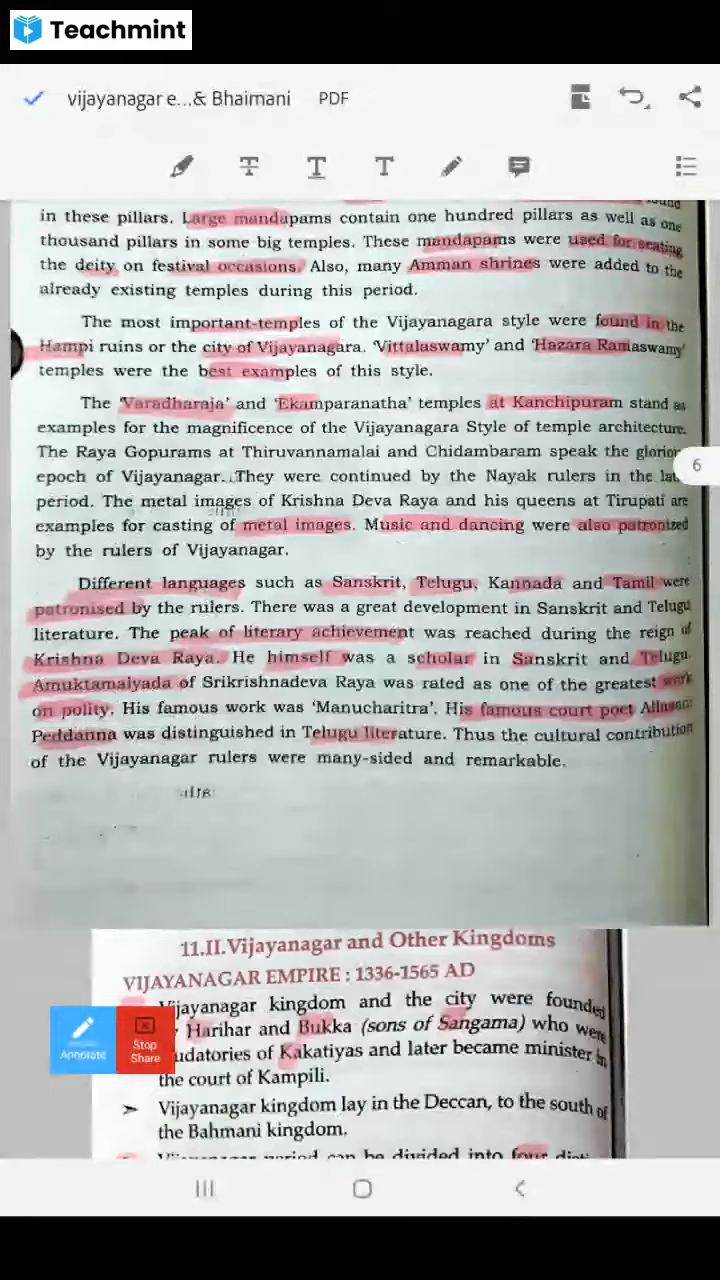 Teachmint
vijayanagar e...& Bhaimani PDF
in these pillars. Large mandapams contain one hundred pillars as well as one
thousand pillars in some big temples. These mandapams were used for seating
the deity on festival occasions. Also, many Amman shrines were added to the
already existing temples during this period.
The most important temples of the Vijayanagara style were found in the
Hampi ruins or the city of Vijayanagara. 'Vittalaswamy' and 'Hazara Ramaswamy'
temples were the best examples of this style.
The 'Varadharaja' and 'Ekamparanatha' temples at Kanchipuram stand as
examples for the magnificence of the Vijayanagara Style of temple architecture.
The Raya Gopurams at Thiruvannamalai and Chidambaram speak the glorious
epoch of Vijayanagar. They were continued by the Nayak rulers in the
6
period. The metal images of Krishna Deva Raya and his queens at Tirupati are
examples for casting of metal images. Music and dancing were also patronized
by the rulers of Vijayanagar.
Different languages such as Sanskrit, Telugu, Kannada and Tamil were
patronised by the rulers. There was a great development in Sanskrit and Telugu
literature. The peak of literary achievement was reached during the reign of
Krishna Deva Raya. He himself was a scholar in Sanskrit and Telugu.
Amuktamalyada of Srikrishnadeva Raya was rated as one of the greatest work
on polity. His famous work was 'Manucharitra'. His famous court poet Allasani
Peddanna was distinguished in Telugu literature. Thus the cultural contribution
of the Vijayanagar rulers were many-sided and remarkable.
11.II.Vijayanagar and Other Kingdoms
VIJAYANAGAR EMPIRE : 1336-1565 AD
Vijayanagar kingdom and the city were founded
Harihar and Bukka (sons of Sangama) who were
udatories of Kakatiyas and later became minister in
the court of Kampili.
➢ Vijayanagar kingdom lay in the Deccan, to the south of
the Bahmani kingdom.
period can be divided into four
Annotate
Stop
Share